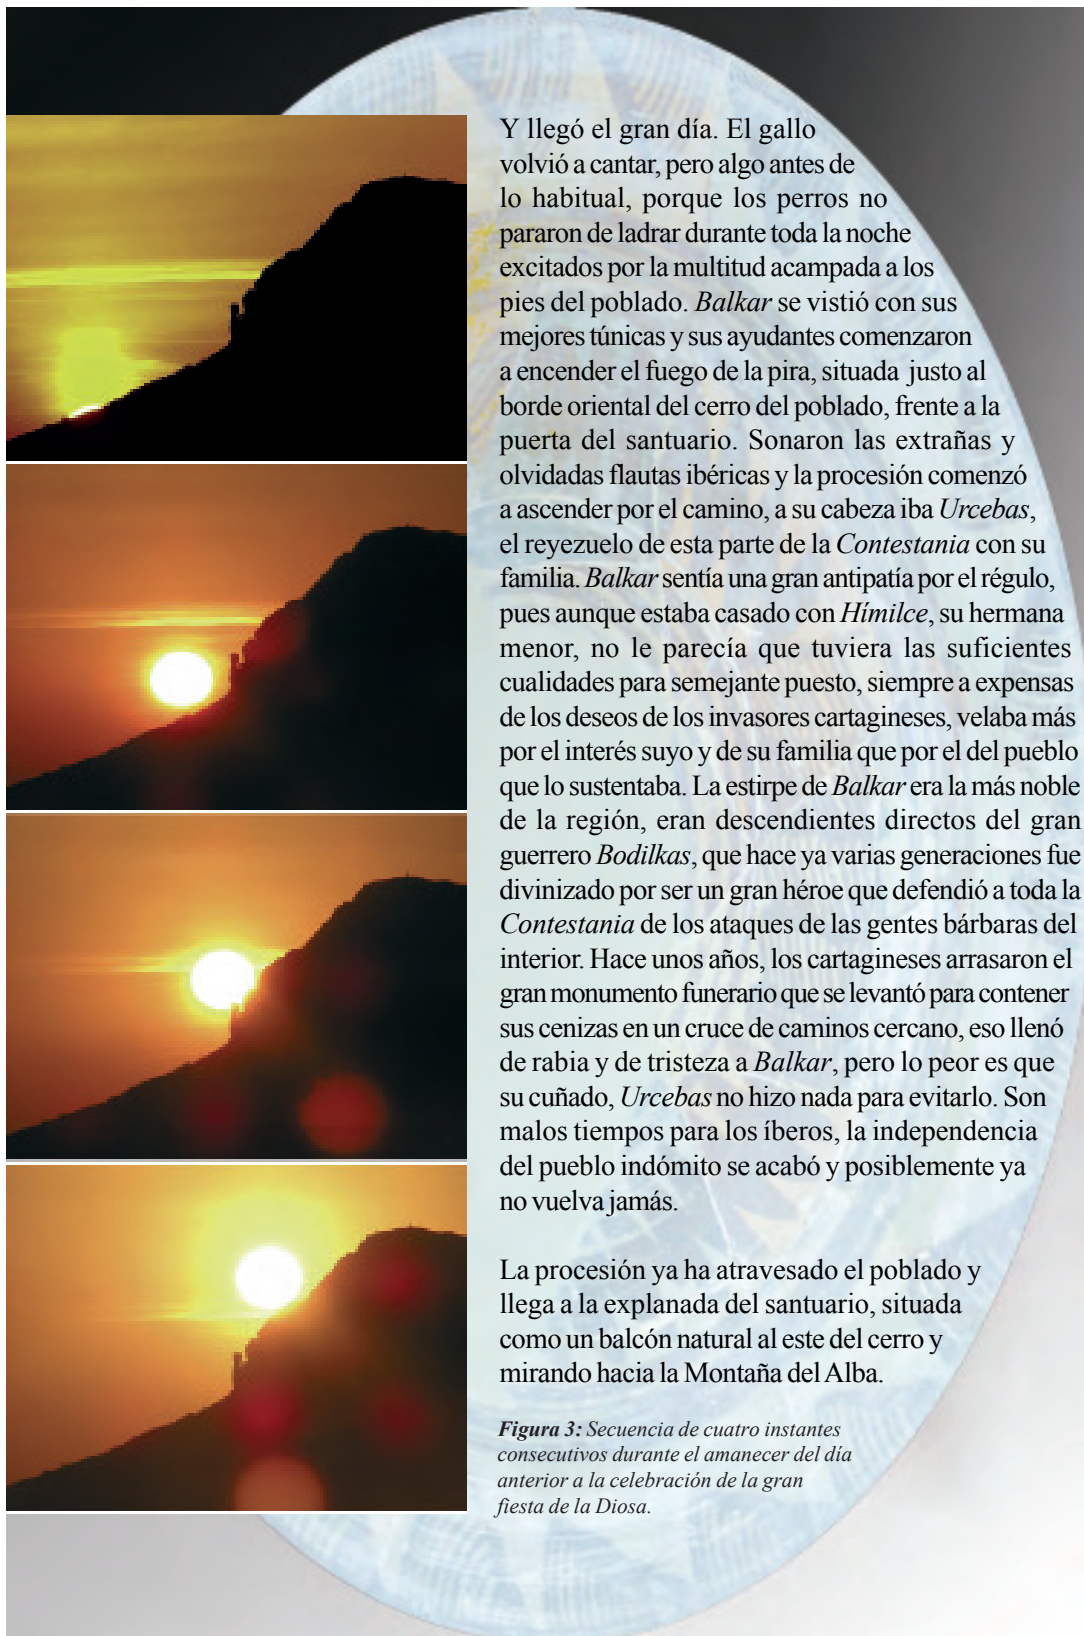 Y llegó el gran día. El gallo
volvió a cantar, pero algo antes de
lo habitual, porque los perros no
pararon de ladrar durante toda la noche
excitados por la multitud acampada a los
pies del poblado. Balkar se vistió con sus
mejores túnicas y sus ayudantes comenzaron
a encender el fuego de la pira, situada justo al
borde oriental del cerro del poblado, frente a la
puerta del santuario. Sonaron las extrañas y
olvidadas flautas ibéricas y la procesión comenzó
a ascender por el camino, a su cabeza iba Urcebas,
el reyezuelo de esta parte de la Contestania con su
familia. Balkar sentía una gran antipatía por el régulo,
pues aunque estaba casado con Hímilce, su hermana
menor, no le parecía que tuviera las suficientes
cualidades para semejante puesto, siempre a expensas
de los deseos de los invasores cartagineses, velaba más
por el interés suyo y de su familia que por el del pueblo
que lo sustentaba. La estirpe de Balkar era la más noble
de la región, eran descendientes directos del gran
guerrero Bodilkas, que hace ya varias generaciones fue
divinizado por ser un gran héroe que defendió a toda la
Contestania de los ataques de las gentes bárbaras del
interior. Hace unos años, los cartagineses arrasaron el
gran monumento funerario que se levantó para contener
sus cenizas en un cruce de caminos cercano, eso llenó
de rabia y de tristeza a Balkar, pero lo peor es que
su cuñado, Urcebas no hizo nada para evitarlo. Son
malos tiempos para los íberos, la independencia
del pueblo indómito se acabó y posiblemente ya
no vuelva jamás.
La procesión ya ha atravesado el poblado y
llega a la explanada del santuario, situada
como un balcón natural al este del cerro y
mirando hacia la Montaña del Alba.
Figura 3: Secuencia de cuatro instantes
consecutivos durante el amanecer del día
anterior a la celebración de la gran
fiesta de la Diosa.